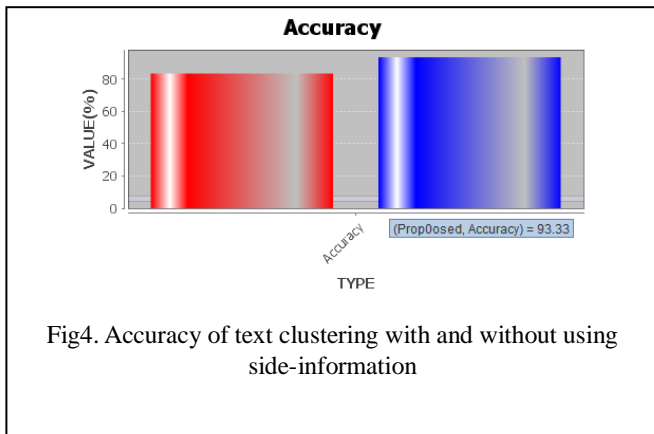 Accuracy
VALUE(%)
80
60
40
20
0
Accuracy
(Prop0osed, Accuracy) = 93.33
TYPE
Fig4. Accuracy of text clustering with and without using
side-information